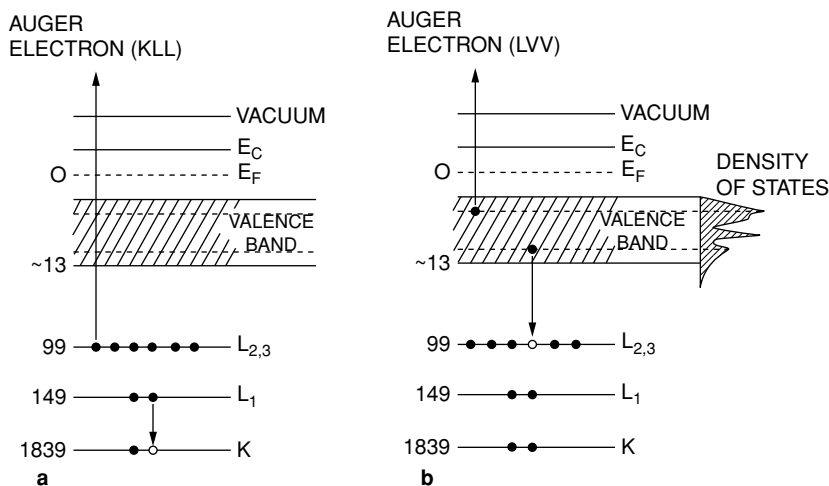 AUGER
ELECTRON (KLL)
VACUUM
E_C
O
E_F
VALENCE
BAND
~13
99
L_{2,3}
149
L_1
1839
K
a
AUGER
ELECTRON (LVV)
VACUUM
E_C
O
E_F
DENSITY
OF STATES
VALENCE
BAND
~13
99
L_{2,3}
149
L_1
1839
K
b